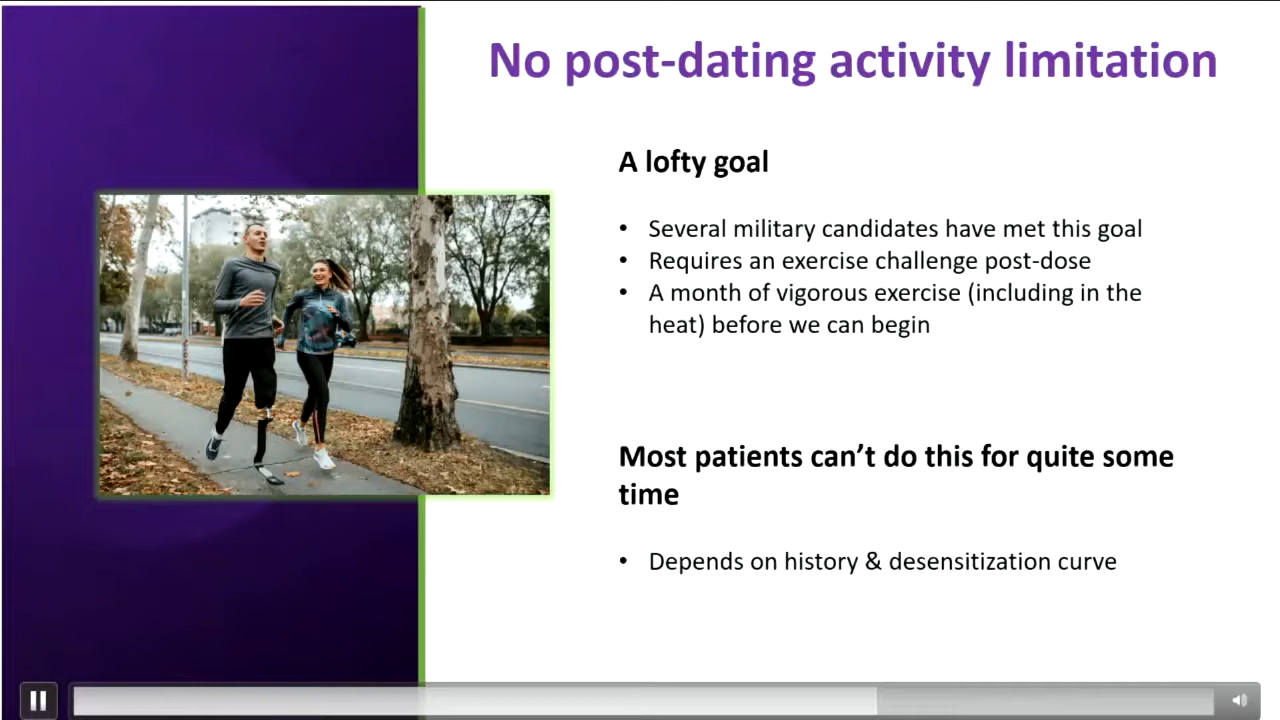 No post-dating activity limitation
A lofty goal
• Several military candidates have met this goal
• Requires an exercise challenge post-dose
• A month of vigorous exercise (including in the
heat) before we can begin
Most patients can’t do this for quite some
time
• Depends on history & desensitization curve